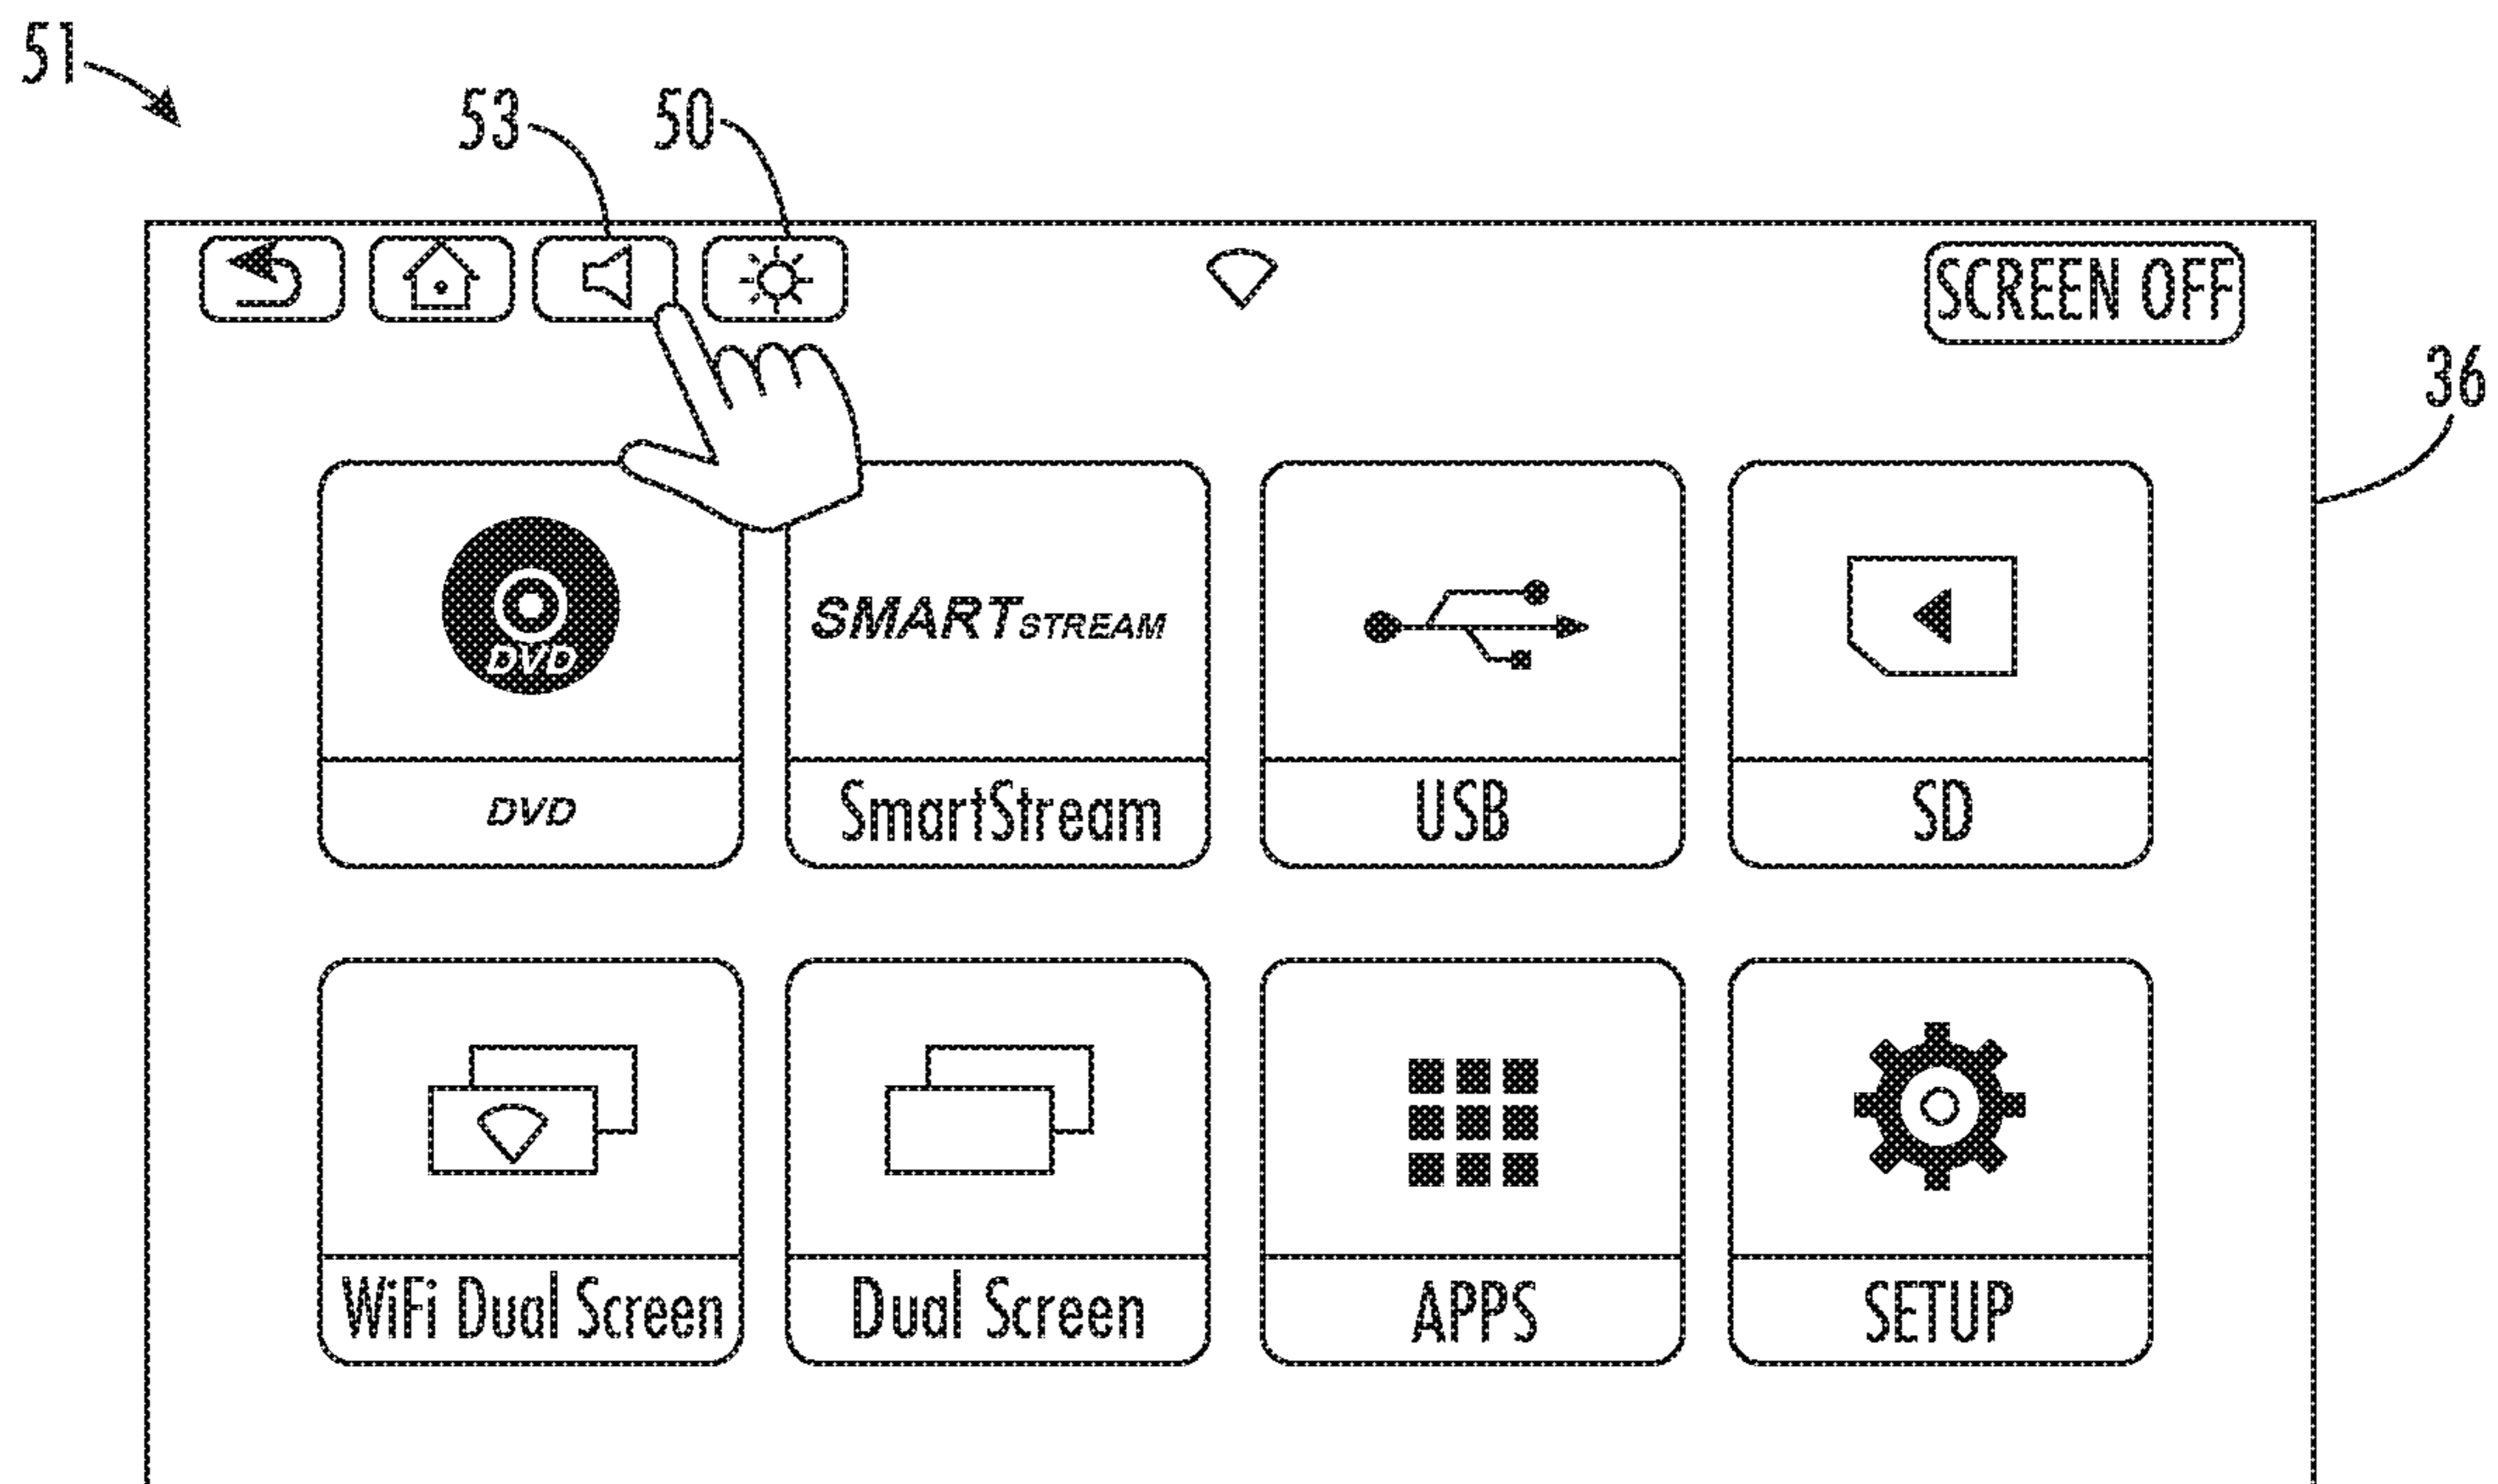 51
53 50
SCREEN OFF
36
DVD
SMARTSTREAM
DVD SmartStream USB SD
WiFi Dual Screen Dual Screen APPS SETUP